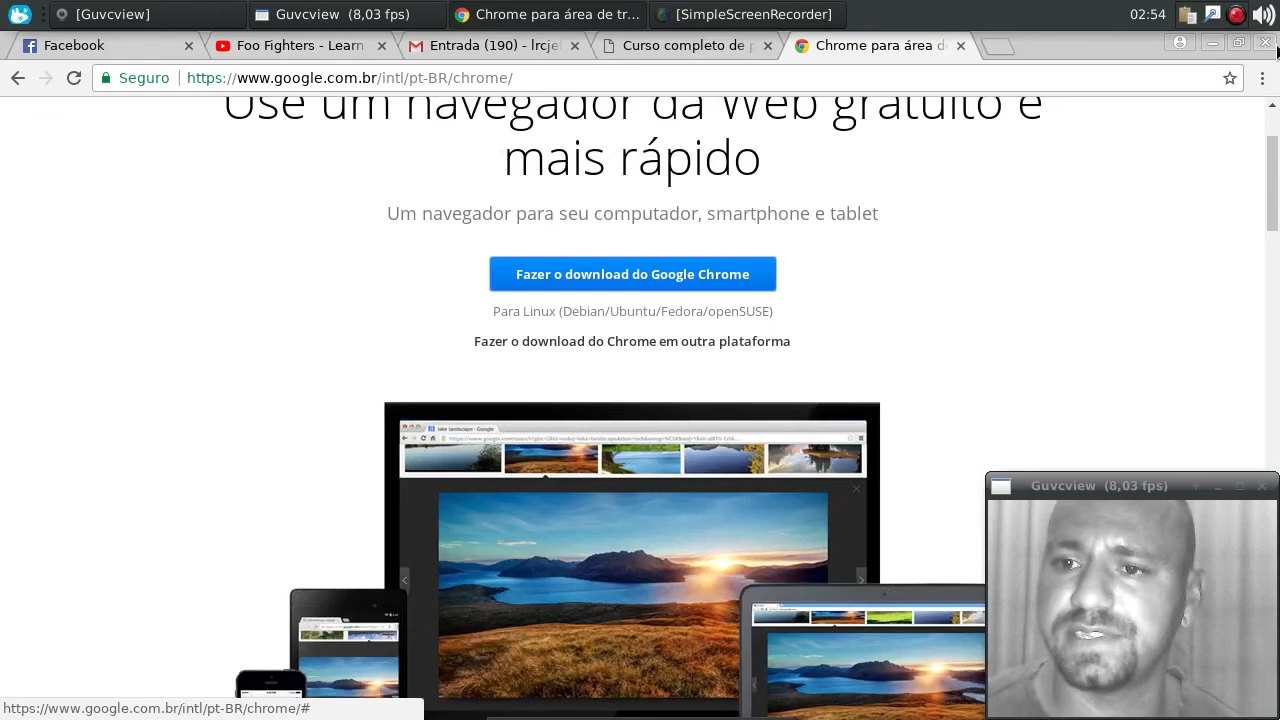 [Guvcview]
Guvcview (8,03 fps)
Chrome para área de tr...
[SimpleScreenRecorder]
02:54
Facebook
Foo Fighters - Learn
Entrada (190) - lrcje
Curso completo de p
Chrome para área de
Seguro
https://www.google.com.br/intl/pt-BR/chrome/
Use um navegador da Web gratuito e
mais rápido
Um navegador para seu computador, smartphone e tablet
Fazer o download do Google Chrome
Para Linux (Debian/Ubuntu/Fedora/openSUSE)
Fazer o download do Chrome em outra plataforma
lake landscape - Google
Guvcview (8,03 fps)
https://www.google.com.br/intl/pt-BR/chrome/#